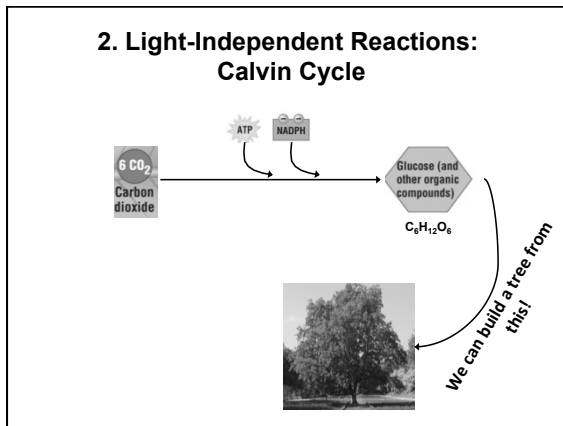 2. Light-Independent Reactions:
Calvin Cycle
ATP
NADPH
6 CO₂
Carbon
dioxide
Glucose (and
other organic
compounds)
C₆H₁₂O₆
We can build a tree from
this!